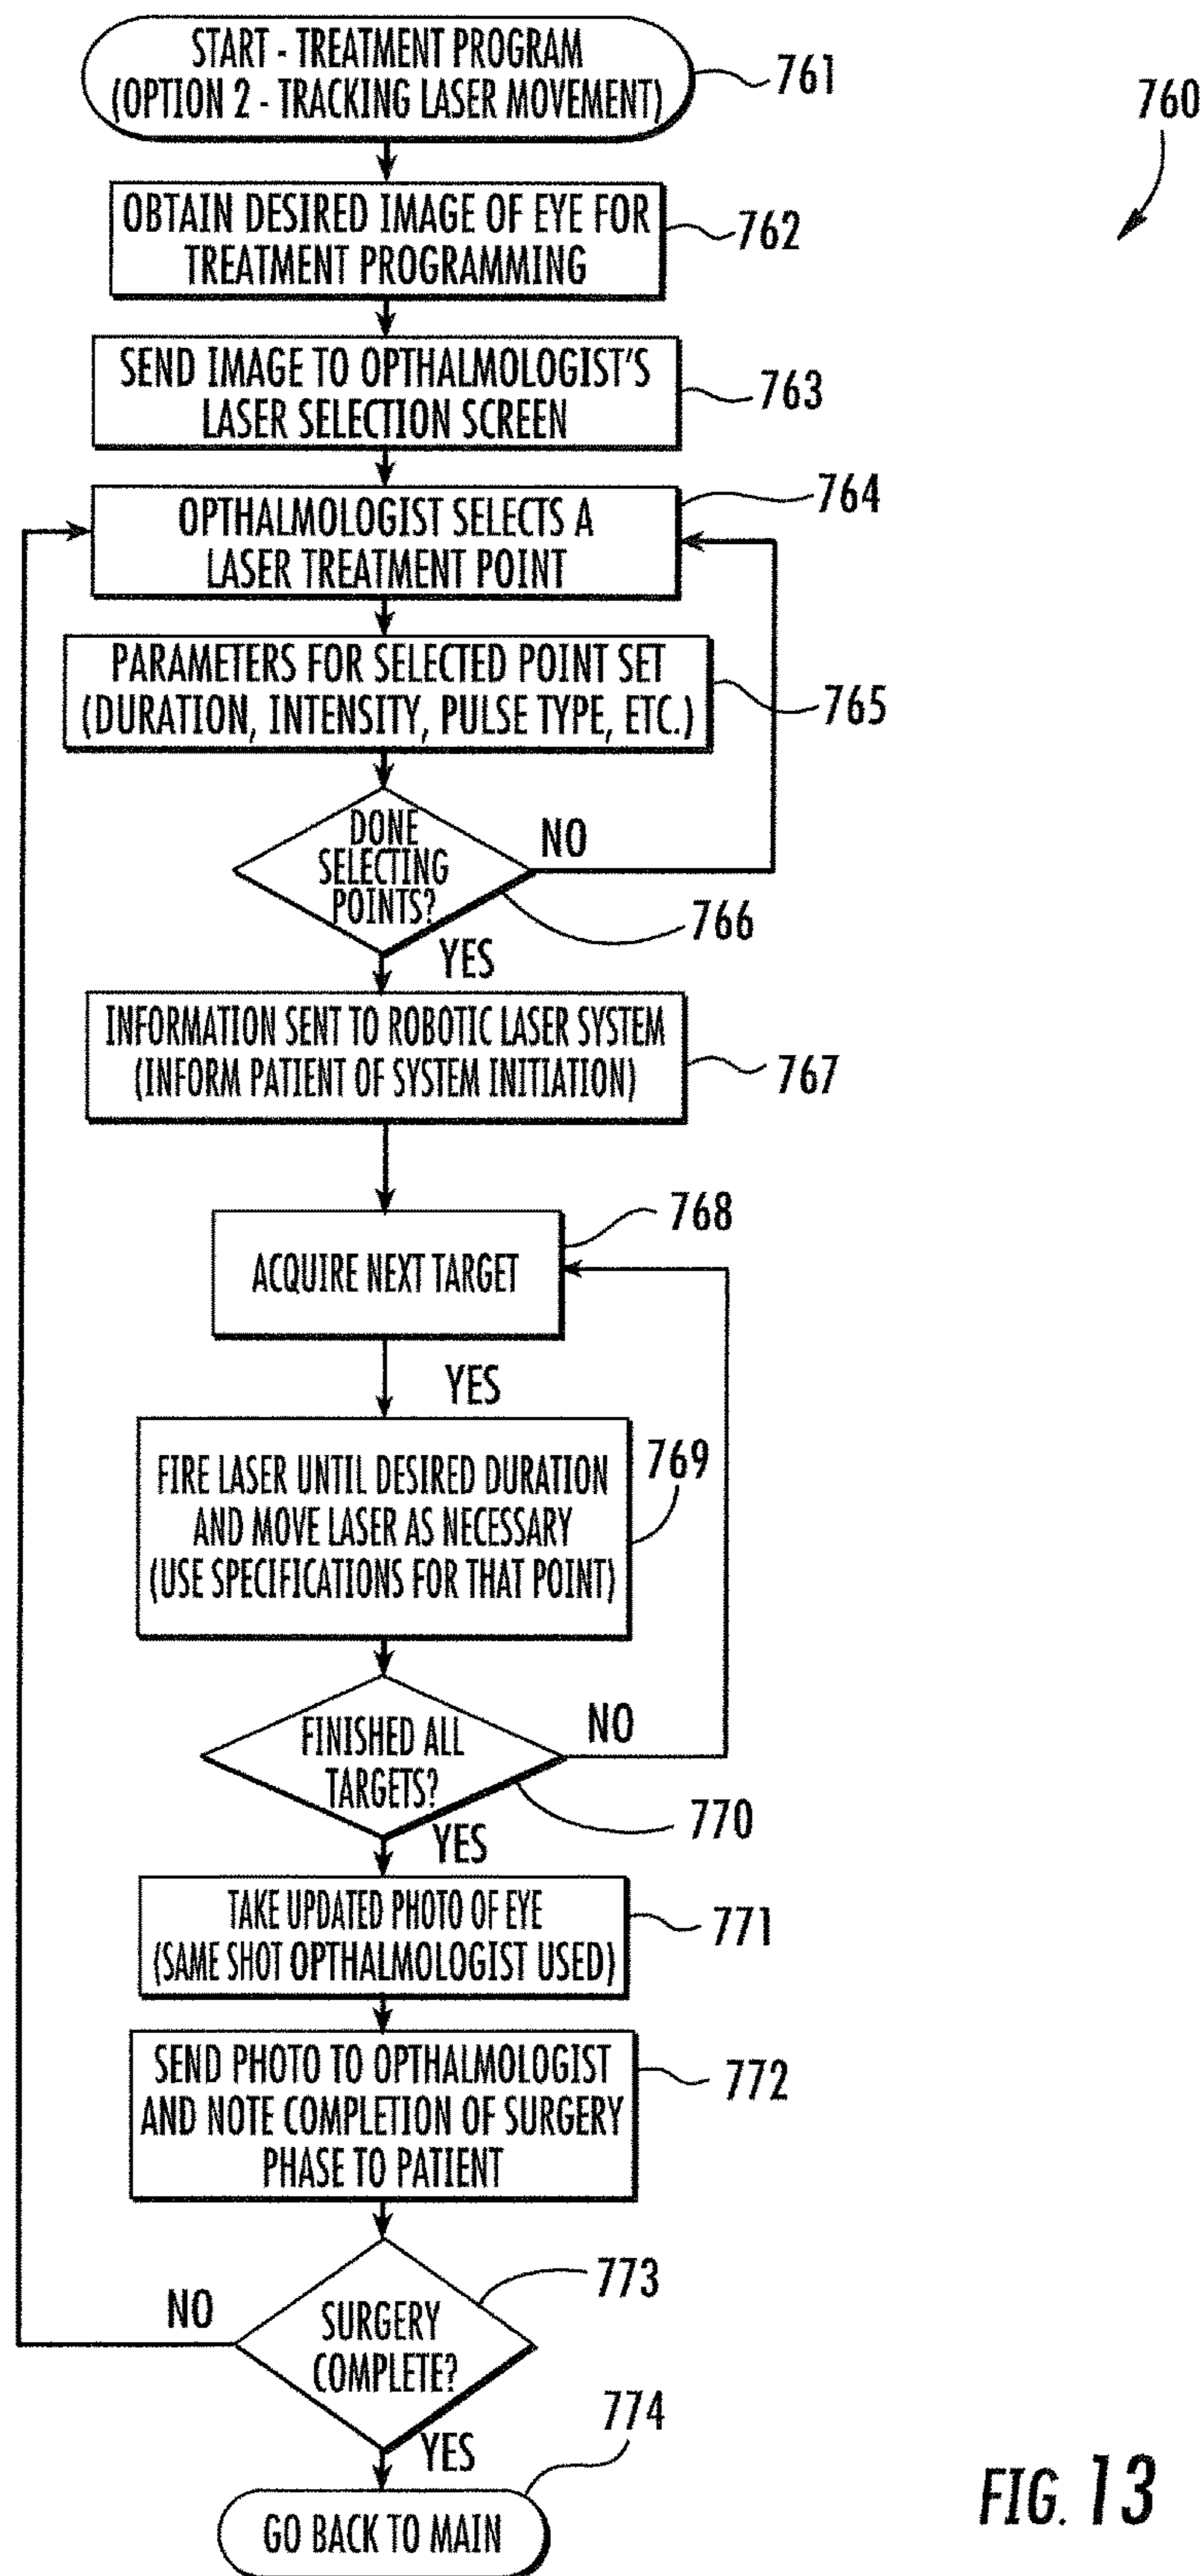 START - TREATMENT PROGRAM
(OPTION 2 - TRACKING LASER MOVEMENT)
761
760
OBTAIN DESIRED IMAGE OF EYE FOR
TREATMENT PROGRAMMING
762
SEND IMAGE TO OPTHALMOLOGIST'S
LASER SELECTION SCREEN
763
OPTHALMOLOGIST SELECTS A
LASER TREATMENT POINT
764
PARAMETERS FOR SELECTED POINT SET
(DURATION, INTENSITY, PULSE TYPE, ETC.)
765
DONE
SELECTING
POINTS?
NO
766
YES
INFORMATION SENT TO ROBOTIC LASER SYSTEM
(INFORM PATIENT OF SYSTEM INITIATION)
767
ACQUIRE NEXT TARGET
768
YES
FIRE LASER UNTIL DESIRED DURATION
AND MOVE LASER AS NECESSARY
(USE SPECIFICATIONS FOR THAT POINT)
769
FINISHED ALL
TARGETS?
NO
770
YES
TAKE UPDATED PHOTO OF EYE
(SAME SHOT OPTHALMOLOGIST USED)
771
SEND PHOTO TO OPTHALMOLOGIST
AND NOTE COMPLETION OF SURGERY
PHASE TO PATIENT
772
SURGERY
COMPLETE?
NO
773
YES
774
GO BACK TO MAIN
FIG. 13